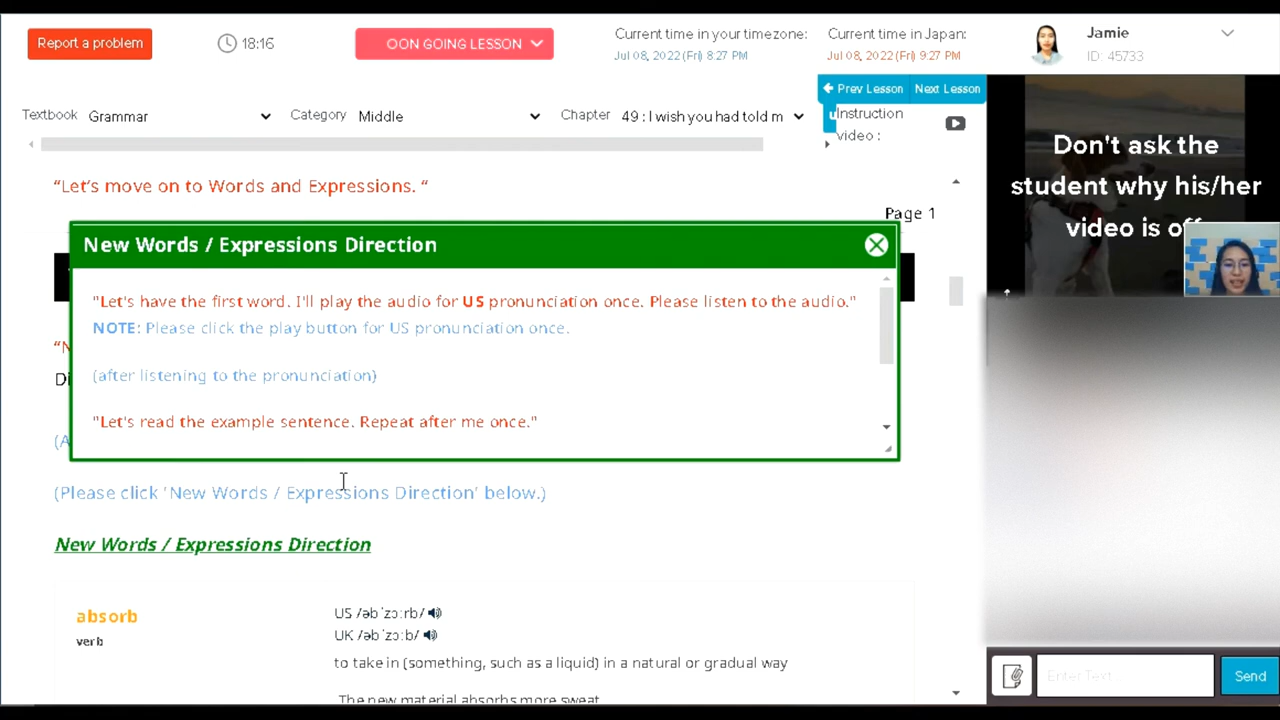 Report a problem
18:16
OON GOING LESSON
Current time in your timezone:
Jul 08, 2022 (Fri) 8:27 PM
Current time in Japan:
Jul 08, 2022 (Fri) 9:27 PM
Jamie
ID: 45733
Prev Lesson Next Lesson
Textbook Grammar
Category Middle
Chapter 49 : I wish you had told m
Instruction
video :
Don't ask the
student why his/her
video is off
“Let’s move on to Words and Expressions. “
Page 1
New Words / Expressions Direction
"Let's have the first word. I'll play the audio for US pronunciation once. Please listen to the audio."
NOTE: Please click the play button for US pronunciation once.
(after listening to the pronunciation)
"Let's read the example sentence. Repeat after me once."
(Please click ‘New Words / Expressions Direction’ below.)
New Words / Expressions Direction
absorb
verb
US /əbˈzɔːrb/
UK /əbˈzɔːb/
to take in (something, such as a liquid) in a natural or gradual way
The new material absorbs more sweat.
Enter Text
Send